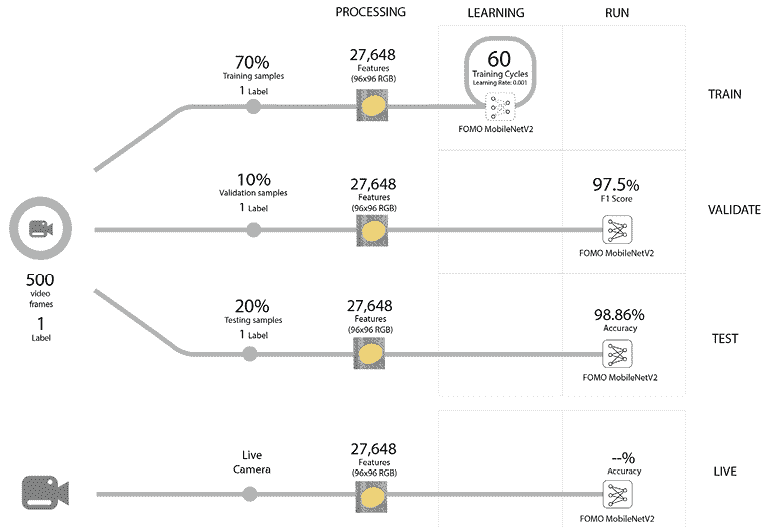 PROCESSING
LEARNING
RUN
70%
Training samples
1 Label
27,648
Features
(96x96 RGB)
60
Training Cycles
Learning Rate: 0.001
FOMO MobileNetV2
TRAIN
10%
Validation samples
1 Label
27,648
Features
(96x96 RGB)
97.5%
F1 Score
FOMO MobileNetV2
VALIDATE
500
video
frames
1
Label
20%
Testing samples
1 Label
27,648
Features
(96x96 RGB)
98.86%
Accuracy
FOMO MobileNetV2
TEST
Live
Camera
27,648
Features
(96x96 RGB)
--%
Accuracy
FOMO MobileNetV2
LIVE